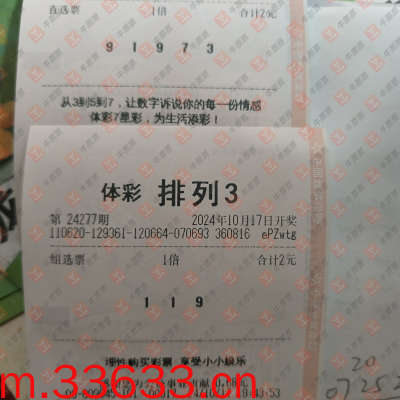 直选票 1倍 合计2元
9 1 9 7 3
从3到5到7，让数字诉说你的每一份情感
体彩7星彩，为生活添彩！
体彩 排列3
第 24277期 2024年10月17日开奖
110620-129361-120664-070693 360816 ePZwtg
组选票 1倍 合计2元
1 1 9
理性购买彩票 享受小小娱乐
m.33633.cn
20
07 25 2